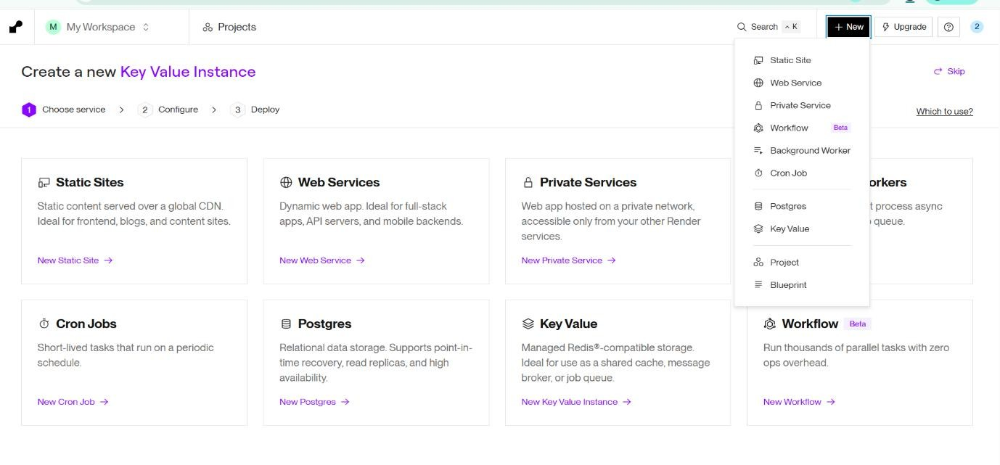 M My Workspace
Projects
Search ^ K
+ New
Upgrade
2
Create a new Key Value Instance
Skip
1 Choose service
2 Configure
3 Deploy
Which to use?
Static Site
Web Service
Private Service
Workflow Beta
Background Worker
Cron Job
Postgres
Key Value
Project
Blueprint
Static Sites
Static content served over a global CDN.
Ideal for frontend, blogs, and content sites.
New Static Site →
Web Services
Dynamic web app. Ideal for full-stack
apps, API servers, and mobile backends.
New Web Service →
Private Services
Web app hosted on a private network,
accessible only from your other Render
services.
New Private Service →
orkers
t process async
queue.
Cron Jobs
Short-lived tasks that run on a periodic
schedule.
New Cron Job →
Postgres
Relational data storage. Supports point-in-
time recovery, read replicas, and high
availability.
New Postgres →
Key Value
Managed Redis®-compatible storage.
Ideal for use as a shared cache, message
broker, or job queue.
New Key Value Instance →
Workflow Beta
Run thousands of parallel tasks with zero
ops overhead.
New Workflow →